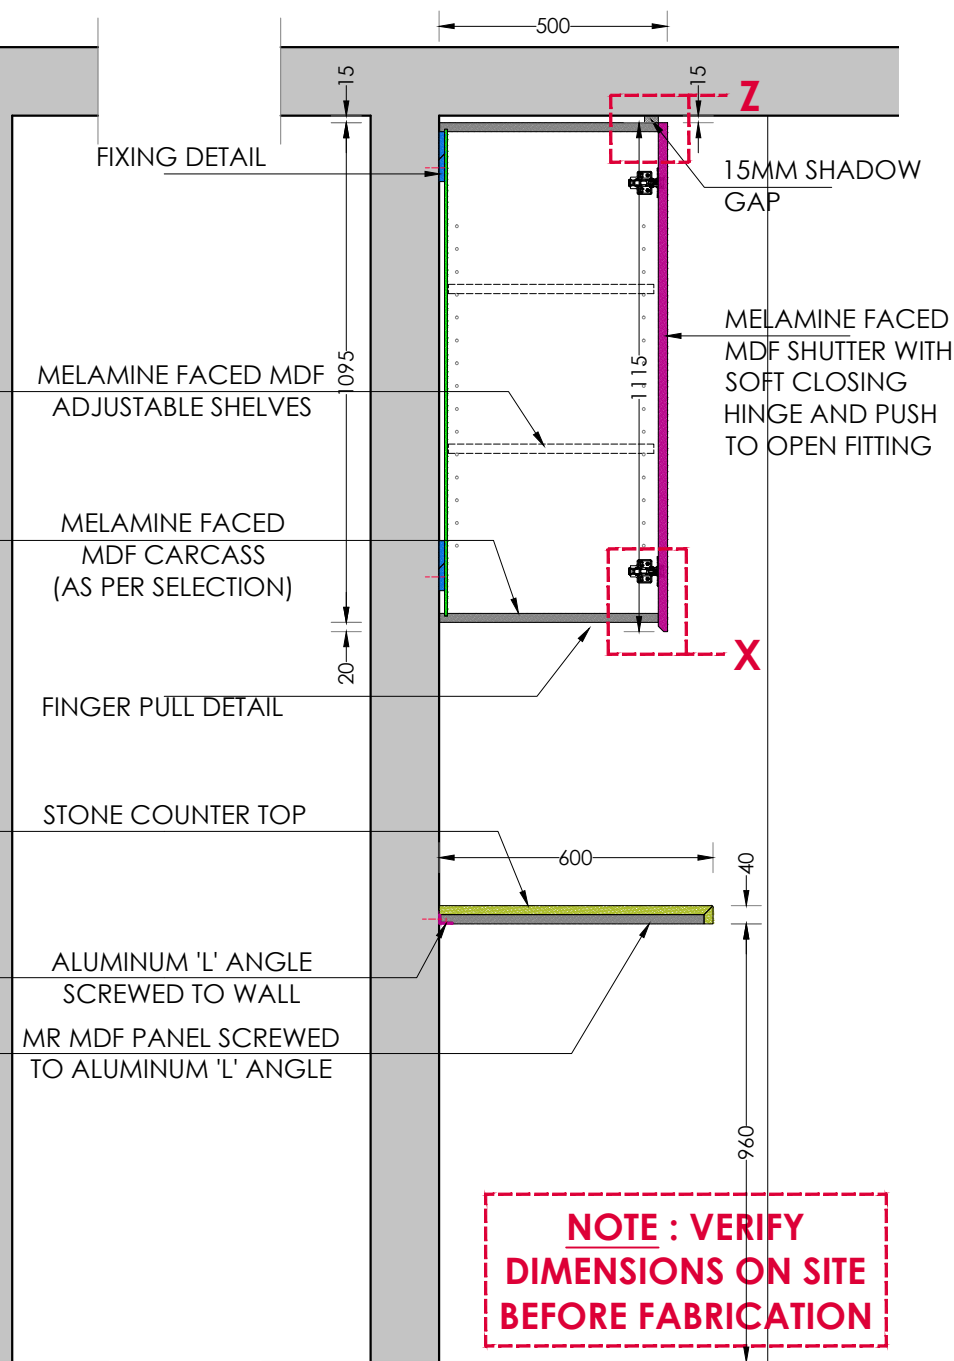 500
15
15
Z
FIXING DETAIL
15MM SHADOW
GAP
MELAMINE FACED
MDF SHUTTER WITH
SOFT CLOSING
HINGE AND PUSH
TO OPEN FITTING
1095
1115
MELAMINE FACED MDF
ADJUSTABLE SHELVES
MELAMINE FACED
MDF CARCASS
(AS PER SELECTION)
X
20
FINGER PULL DETAIL
STONE COUNTER TOP
600
40
ALUMINUM 'L' ANGLE
SCREWED TO WALL
MR MDF PANEL SCREWED
TO ALUMINUM 'L' ANGLE
960
NOTE : VERIFY
DIMENSIONS ON SITE
BEFORE FABRICATION